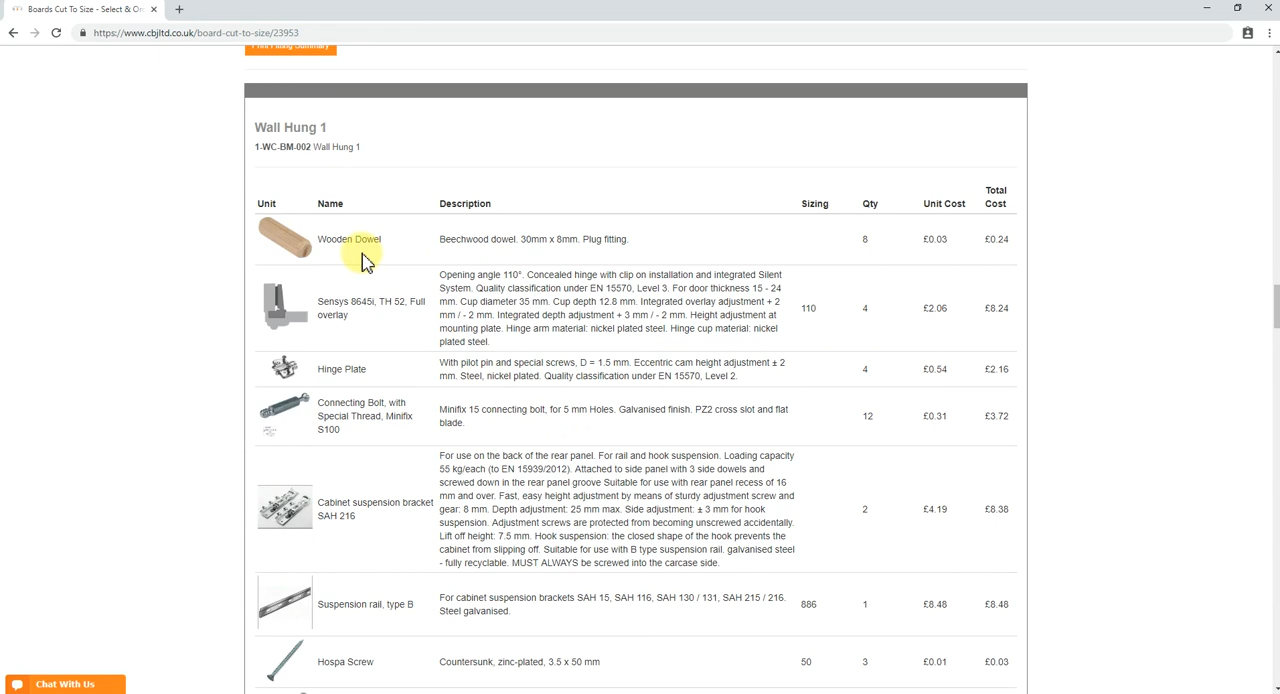 Boards Cut To Size - Select & Or
https://www.cbjltd.co.uk/board-cut-to-size/23953
Print Fitting Summary
Wall Hung 1
1-WC-BM-002 Wall Hung 1
Unit Name Description Sizing Qty Unit Cost Total Cost
Wooden Dowel Beechwood dowel. 30mm x 8mm. Plug fitting. 8 £0.03 £0.24
Sensys 8645i, TH 52, Full
overlay
Opening angle 110°. Concealed hinge with clip on installation and integrated Silent
System. Quality classification under EN 15570, Level 3. For door thickness 15 - 24
mm. Cup diameter 35 mm. Cup depth 12.8 mm. Integrated overlay adjustment + 2
mm / - 2 mm. Integrated depth adjustment + 3 mm / - 2 mm. Height adjustment at
mounting plate. Hinge arm material: nickel plated steel. Hinge cup material: nickel
plated steel.
110 4 £2.06 £8.24
Hinge Plate
With pilot pin and special screws, D = 1.5 mm. Eccentric cam height adjustment ± 2
mm. Steel, nickel plated. Quality classification under EN 15570, Level 2.
4 £0.54 £2.16
Connecting Bolt, with
Special Thread, Minifix
S100
Minifix 15 connecting bolt, for 5 mm Holes. Galvanised finish. PZ2 cross slot and flat
blade.
12 £0.31 £3.72
Cabinet suspension bracket
SAH 216
For use on the back of the rear panel. For rail and hook suspension. Loading capacity
55 kg/each (to EN 15939/2012). Attached to side panel with 3 side dowels and
screwed down in the rear panel groove Suitable for use with rear panel recess of 16
mm and over. Fast, easy height adjustment by means of sturdy adjustment screw and
gear: 8 mm. Depth adjustment: 25 mm max. Side adjustment: ± 3 mm for hook
suspension. Adjustment screws are protected from becoming unscrewed accidentally.
Lift off height: 7.5 mm. Hook suspension: the closed shape of the hook prevents the
cabinet from slipping off. Suitable for use with B type suspension rail. galvanised steel
- fully recyclable. MUST ALWAYS be screwed into the carcase side.
2 £4.19 £8.38
Suspension rail, type B
For cabinet suspension brackets SAH 15, SAH 116, SAH 130 / 131, SAH 215 / 216.
Steel galvanised.
886 1 £8.48 £8.48
Hospa Screw Countersunk, zinc-plated, 3.5 x 50 mm 50 3 £0.01 £0.03
Chat With Us